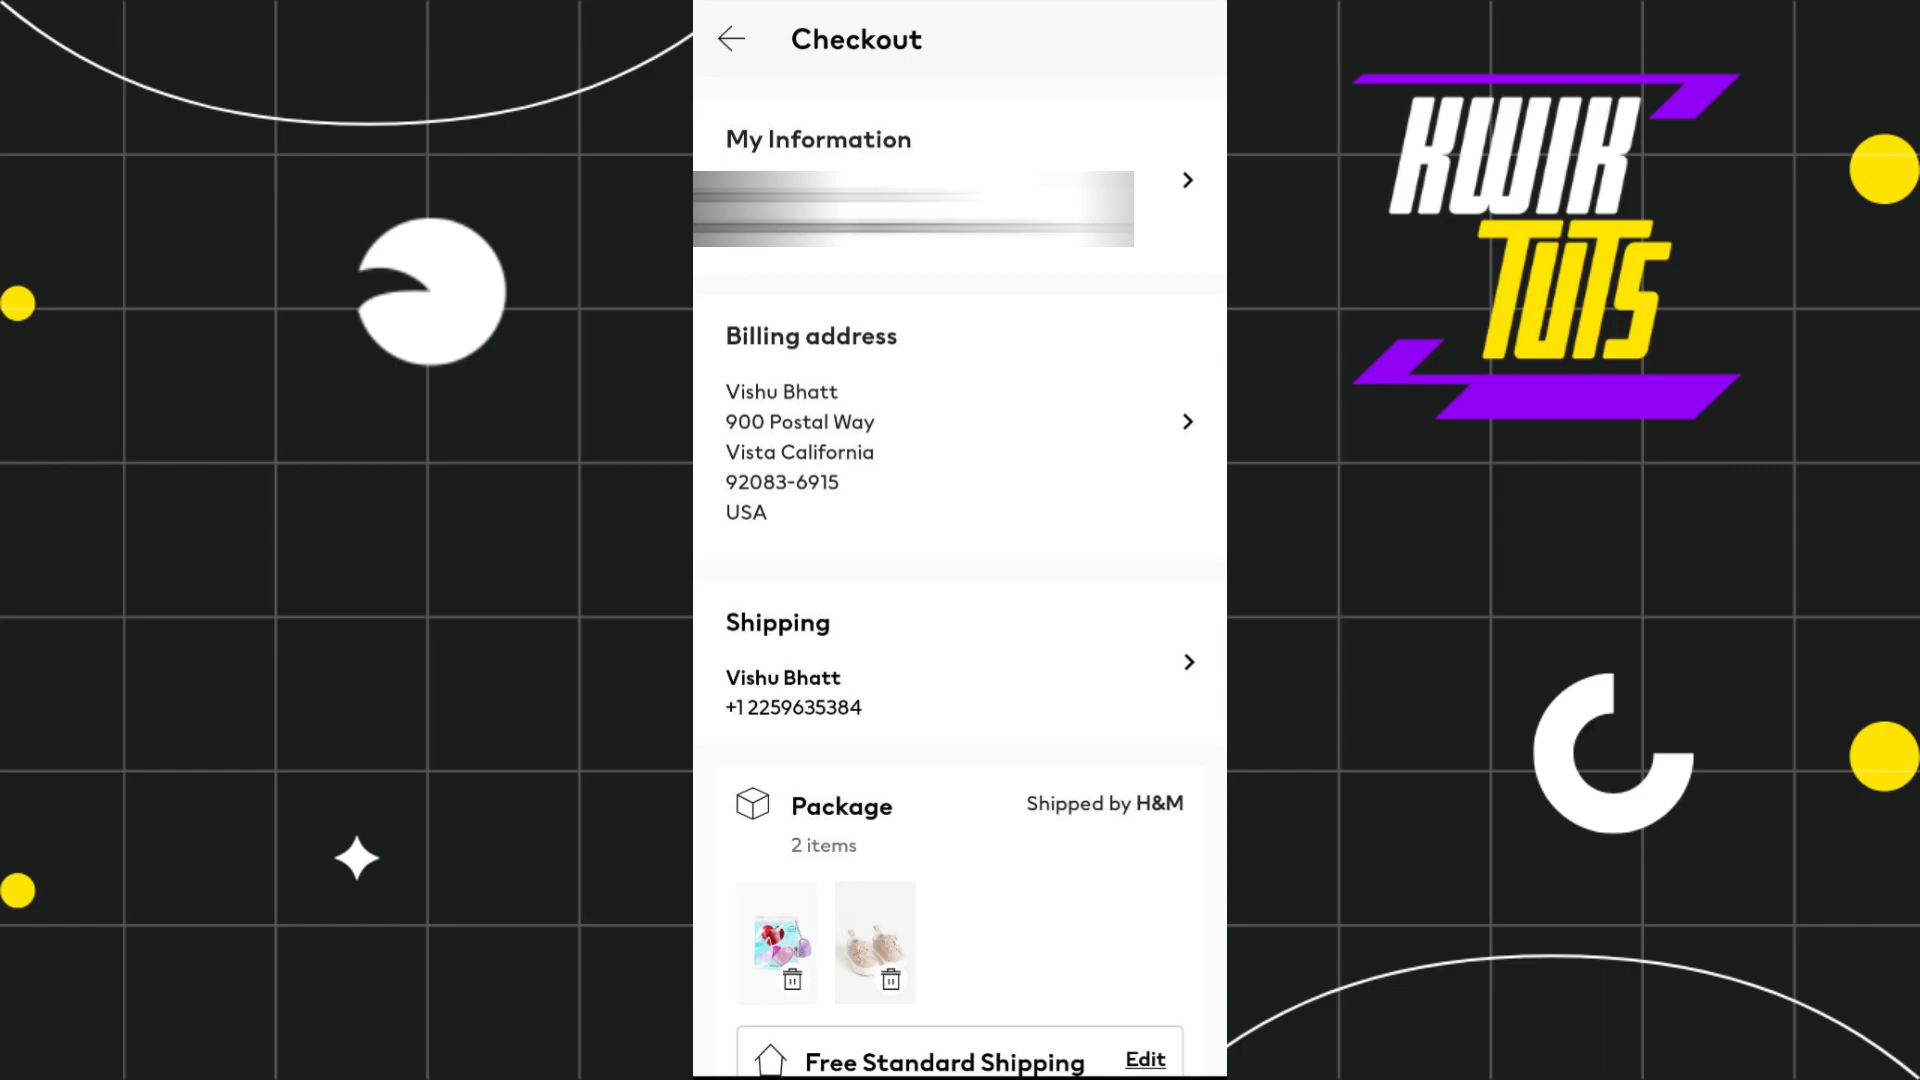 Checkout
My Information
Billing address
Vishu Bhatt
900 Postal Way
Vista California
92083-6915
USA
Shipping
Vishu Bhatt
+1 2259635384
Package
Shipped by H&M
2 items
Free Standard Shipping
Edit
KWIK
TUTS